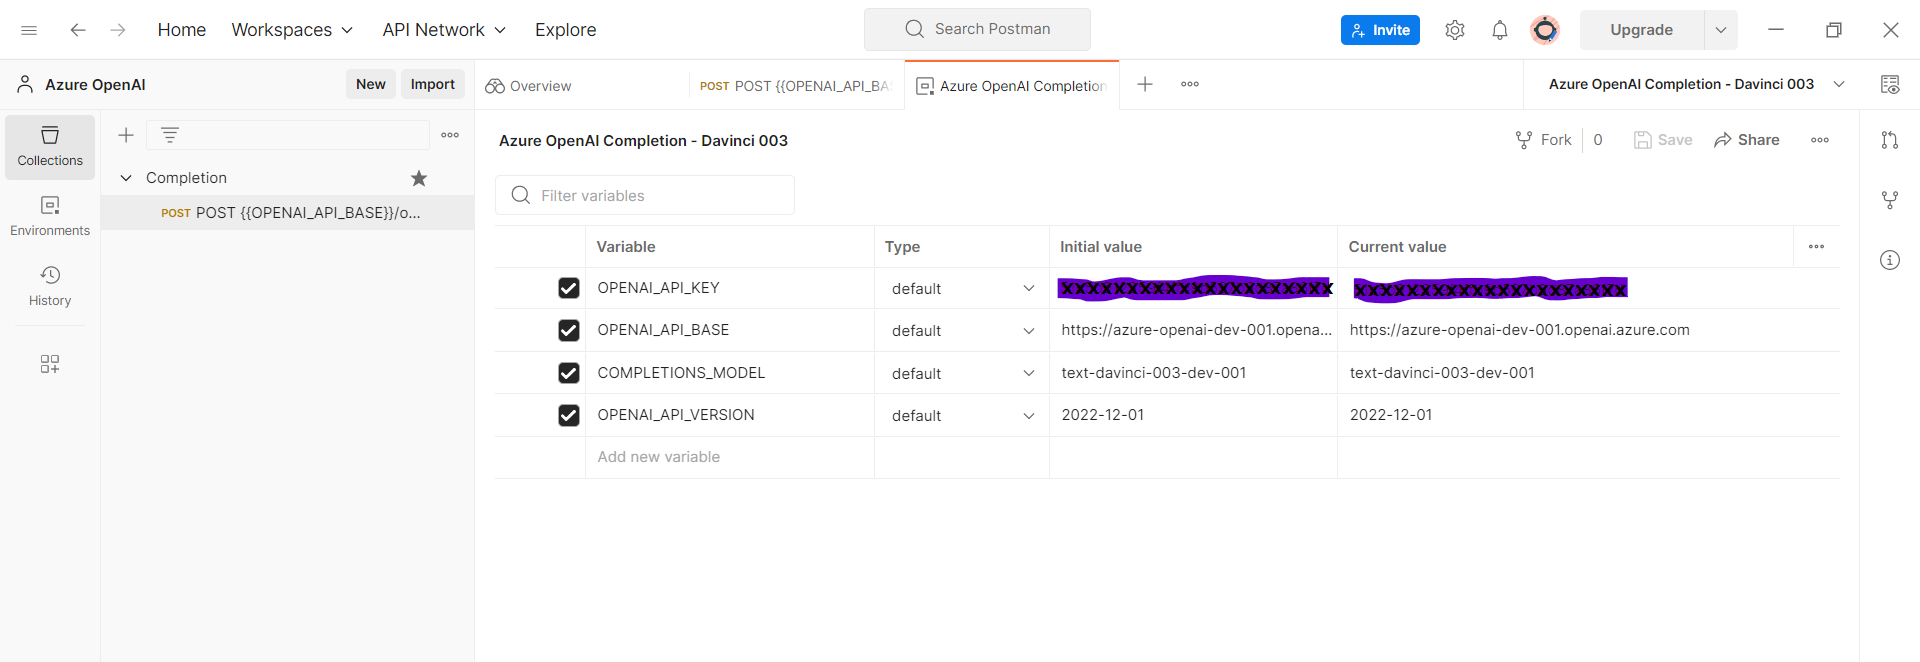 Home Workspaces API Network Explore Search Postman Invite Upgrade
Azure OpenAI New Import Overview POST POST {{OPENAI_API_BA Azure OpenAI Completion Azure OpenAI Completion - Davinci 003
Collections
Environments
History
Completion
POST POST {{OPENAI_API_BASE}}/o...
Azure OpenAI Completion - Davinci 003 Fork 0 Save Share
Filter variables
Variable Type Initial value Current value
OPENAI_API_KEY default xxxxxxxxxxxxxxxxxxxxx xxxxxxxxxxxxxxxxxxxxx
OPENAI_API_BASE default https://azure-openai-dev-001.opena... https://azure-openai-dev-001.openai.azure.com
COMPLETIONS_MODEL default text-davinci-003-dev-001 text-davinci-003-dev-001
OPENAI_API_VERSION default 2022-12-01 2022-12-01
Add new variable